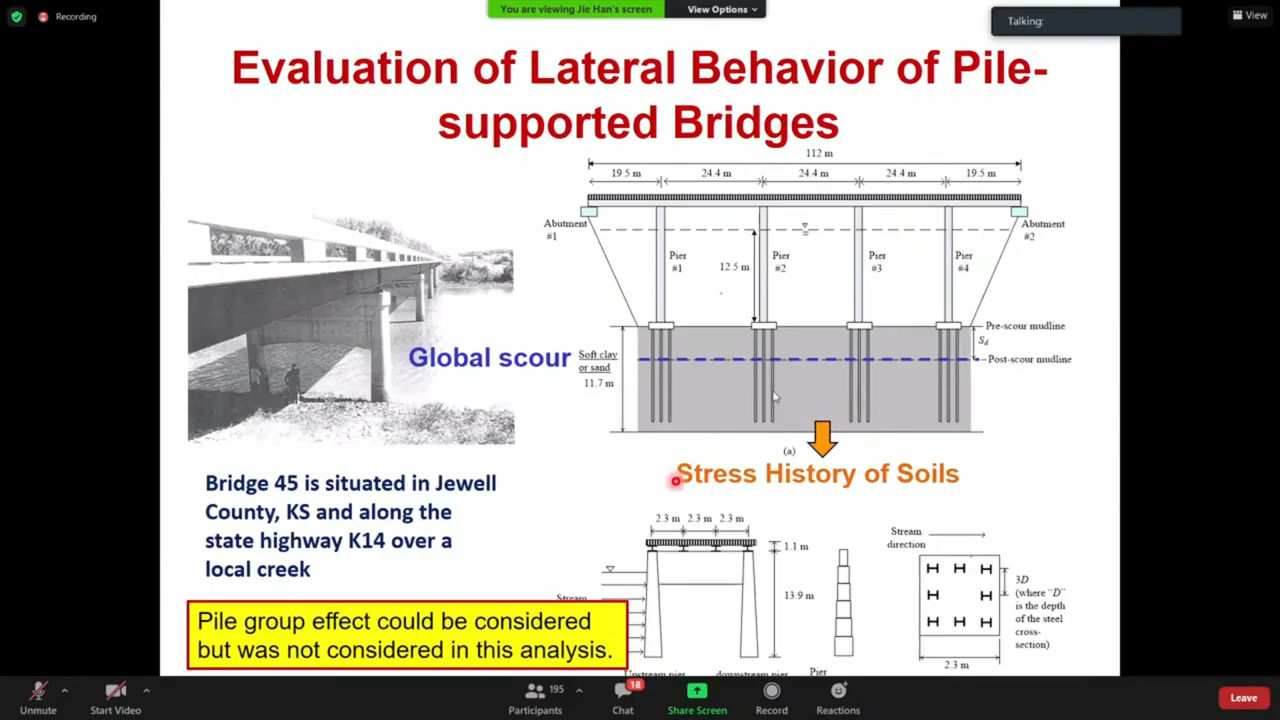 Recording
You are viewing Jie Han's screen
View Options
Talking:
View
Evaluation of Lateral Behavior of Pile-
supported Bridges
112 m
19.5 m 24.4 m 24.4 m 24.4 m 19.5 m
Abutment
#1
Pier
#1
12.5 m
Pier
#2
Pier
#3
Pier
#4
Abutment
#2
Pre-scour mudline
Sd
Post-scour mudline
Global scour
Soft clay
or sand
11.7 m
(a)
Stress History of Soils
Bridge 45 is situated in Jewell
County, KS and along the
state highway K14 over a
local creek
Pile group effect could be considered
but was not considered in this analysis.
2.3 m 2.3 m 2.3 m
1.1 m
13.9 m
Stream
Upstream pier
downstream pier
Pier
Stream
direction
3D
(where "D"
is the depth
of the steel
cross-
section)
2.3 m
Unmute
Start Video
195
Participants
18
Chat
Share Screen
Record
Reactions
Leave